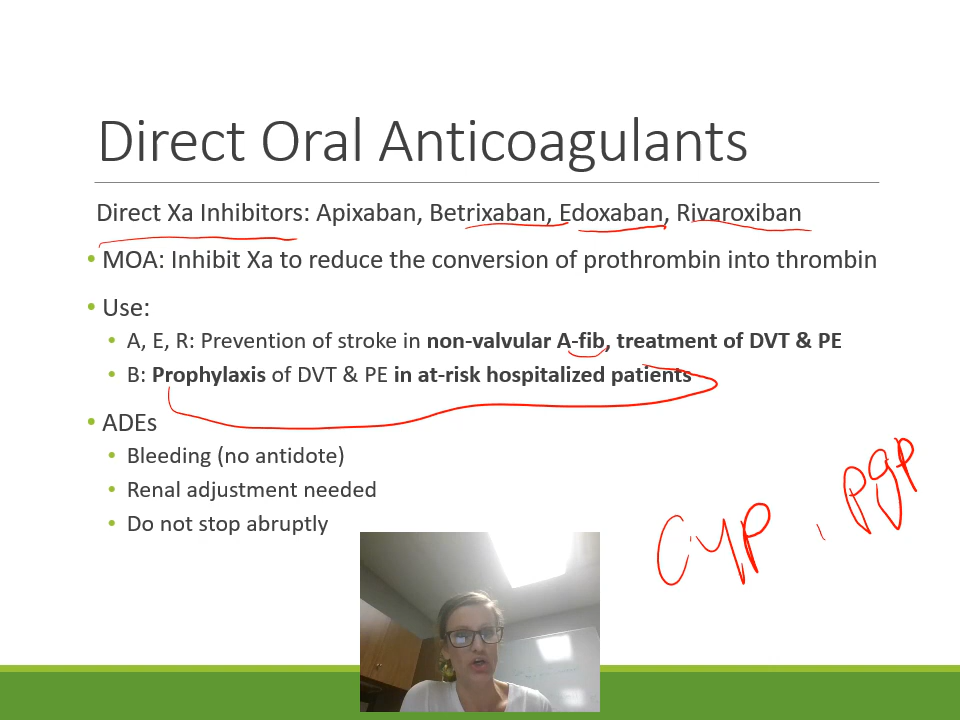 Direct Oral Anticoagulants
Direct Xa Inhibitors: Apixaban, Betrixaban, Edoxaban, Rivaroxiban
• MOA: Inhibit Xa to reduce the conversion of prothrombin into thrombin
• Use:
• A, E, R: Prevention of stroke in non-valvular A-fib, treatment of DVT & PE
• B: Prophylaxis of DVT & PE in at-risk hospitalized patients
• ADEs
• Bleeding (no antidote)
• Renal adjustment needed
• Do not stop abruptly
Cyp, pgp